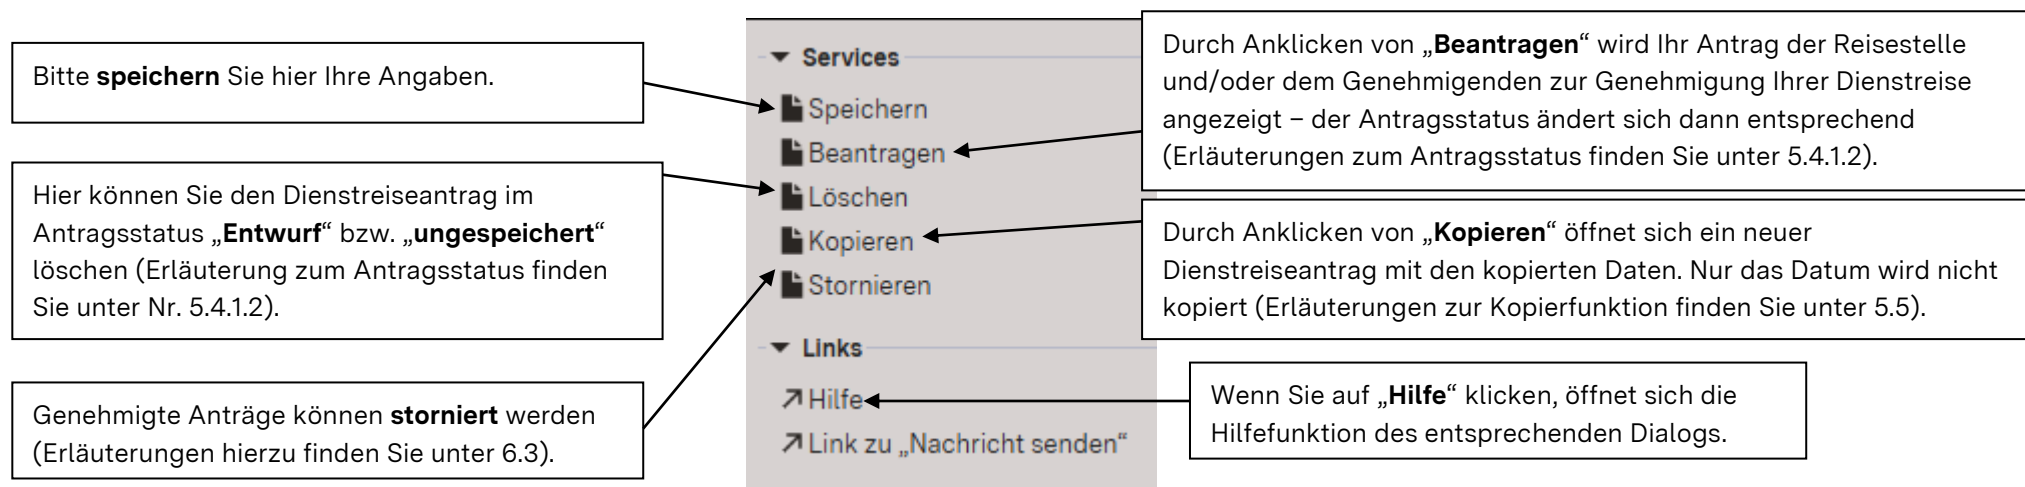 Bitte speichern Sie hier Ihre Angaben.
Hier können Sie den Dienstreiseantrag im
Antragsstatus „Entwurf“ bzw. „ungespeichert“
löschen (Erläuterung zum Antragsstatus finden
Sie unter Nr. 5.4.1.2).
Genehmigte Anträge können storniert werden
(Erläuterungen hierzu finden Sie unter 6.3).
Services
Speichern
Beantragen
Löschen
Kopieren
Stornieren
Links
Hilfe
Link zu „Nachricht senden“
Durch Anklicken von „Beantragen“ wird Ihr Antrag der Reisestelle
und/oder dem Genehmigenden zur Genehmigung Ihrer Dienstreise
angezeigt – der Antragsstatus ändert sich dann entsprechend
(Erläuterungen zum Antragsstatus finden Sie unter 5.4.1.2).
Durch Anklicken von „Kopieren“ öffnet sich ein neuer
Dienstreiseantrag mit den kopierten Daten. Nur das Datum wird nicht
kopiert (Erläuterungen zur Kopierfunktion finden Sie unter 5.5).
Wenn Sie auf „Hilfe“ klicken, öffnet sich die
Hilfefunktion des entsprechenden Dialogs.